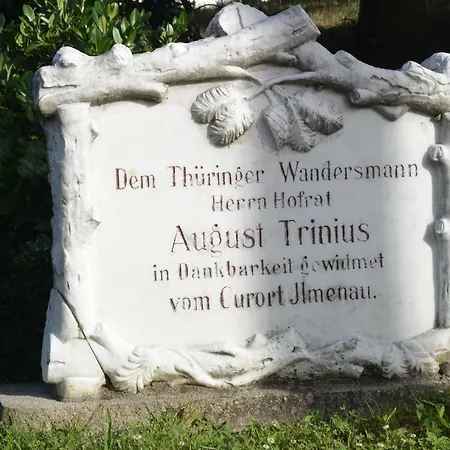 Dem Thüringer Wandersmann
Herrn Hofrat
August Trinius
in Dankbarkeit gewidmet
vom Curort Jlmenau.